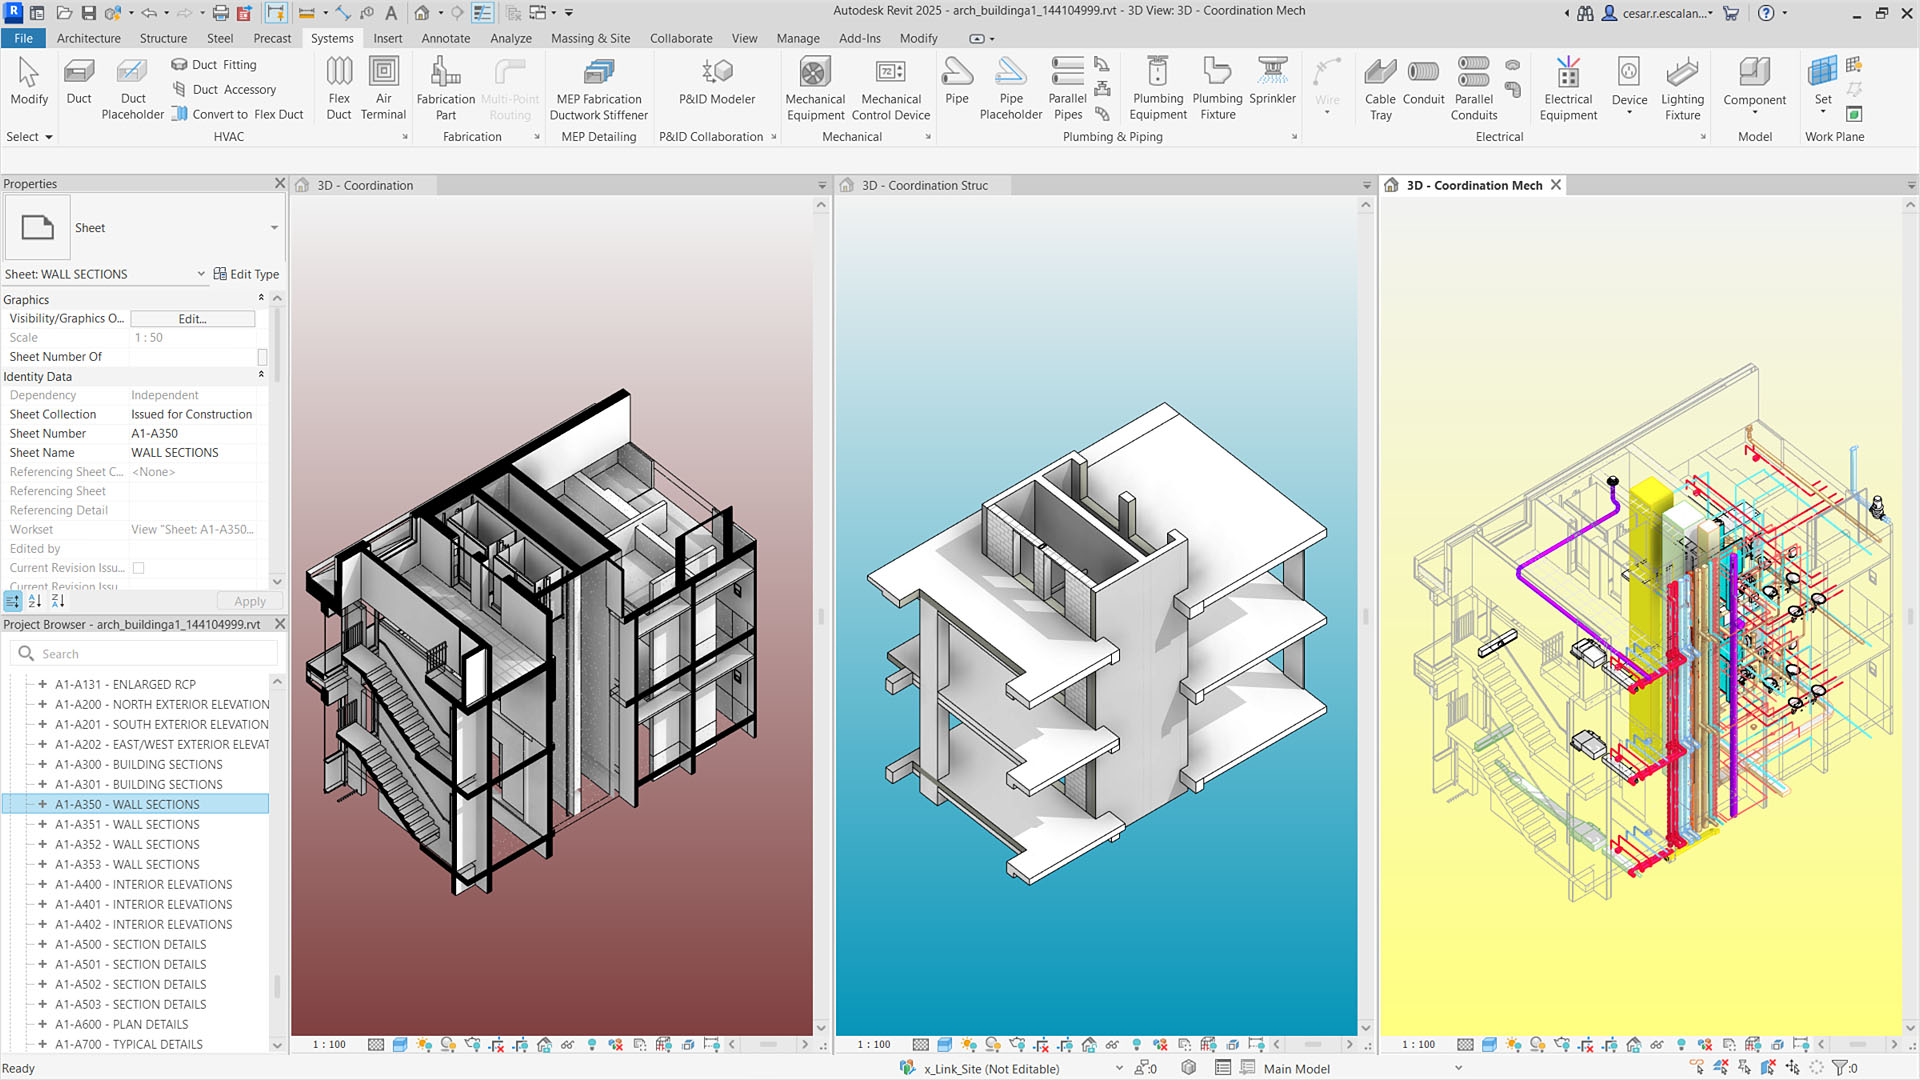 Autodesk Revit 2025 - arch_buildinga1_144104999.rvt - 3D View: 3D - Coordination Mech
cesar.r.escalan...
File Architecture Structure Steel Precast Systems Insert Annotate Analyze Massing & Site Collaborate View Manage Add-Ins Modify
Modify
Select
Duct
Duct Placeholder
Duct Fitting
Duct Accessory
Convert to Flex Duct
Flex Duct
Air Terminal
HVAC
Fabrication Part
Multi-Point Routing
Fabrication
MEP Fabrication Ductwork Stiffener
MEP Detailing
P&ID Modeler
P&ID Collaboration
Mechanical Equipment
Mechanical Control Device
Mechanical
Pipe
Pipe Placeholder
Parallel Pipes
Plumbing Equipment
Plumbing Fixture
Sprinkler
Plumbing & Piping
Wire
Cable Tray
Conduit
Parallel Conduits
Electrical Equipment
Device
Lighting Fixture
Electrical
Component
Model
Set
Work Plane
Properties
Sheet
Sheet: WALL SECTIONS
Edit Type
Graphics
Visibility/Graphics O... Edit...
Scale 1 : 50
Sheet Number Of
Identity Data
Dependency Independent
Sheet Collection Issued for Construction
Sheet Number A1-A350
Sheet Name WALL SECTIONS
Referencing Sheet C... <None>
Referencing Sheet
Referencing Detail
Workset View "Sheet: A1-A350...
Edited by
Current Revision Issu...
Current Revision Issu
Apply
Project Browser - arch_buildinga1_144104999.rvt
Search
A1-A131 - ENLARGED RCP
A1-A200 - NORTH EXTERIOR ELEVATION
A1-A201 - SOUTH EXTERIOR ELEVATION
A1-A202 - EAST/WEST EXTERIOR ELEVAT
A1-A300 - BUILDING SECTIONS
A1-A301 - BUILDING SECTIONS
A1-A350 - WALL SECTIONS
A1-A351 - WALL SECTIONS
A1-A352 - WALL SECTIONS
A1-A353 - WALL SECTIONS
A1-A400 - INTERIOR ELEVATIONS
A1-A401 - INTERIOR ELEVATIONS
A1-A402 - INTERIOR ELEVATIONS
A1-A500 - SECTION DETAILS
A1-A501 - SECTION DETAILS
A1-A502 - SECTION DETAILS
A1-A503 - SECTION DETAILS
A1-A600 - PLAN DETAILS
A1-A700 - TYPICAL DETAILS
3D - Coordination
3D - Coordination Struc
3D - Coordination Mech
1 : 100
1 : 100
1 : 100
Ready
x_Link_Site (Not Editable)
:0
Main Model
:0